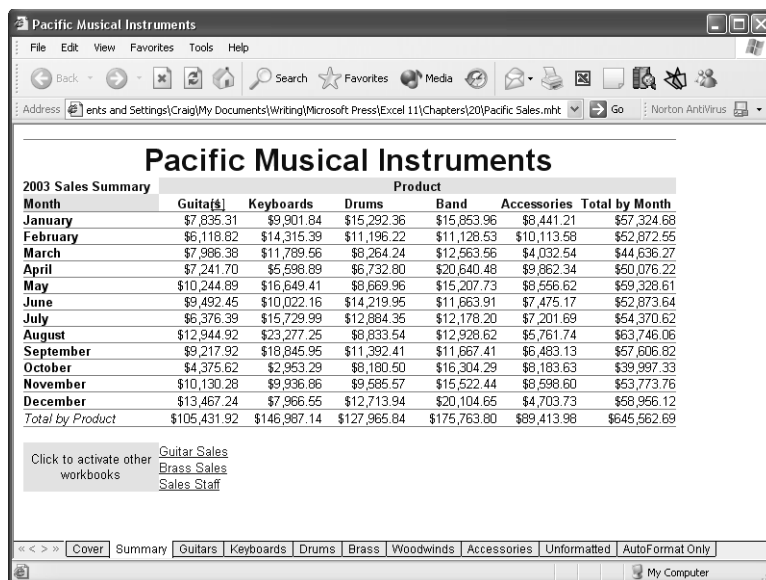 Pacific Musical Instruments
File Edit View Favorites Tools Help
Back Search Favorites Media
Address ents and Settings\Craig\My Documents\Writing\Microsoft Press\Excel 11\Chapters\20\Pacific Sales.mht Go Norton AntiVirus
Pacific Musical Instruments
2003 Sales Summary Product
Month Guitars Keyboards Drums Band Accessories Total by Month
January $7,835.31 $9,901.84 $15,292.36 $15,853.96 $8,441.21 $57,324.68
February $6,118.82 $14,315.39 $11,196.22 $11,128.53 $10,113.58 $52,872.55
March $7,986.38 $11,789.56 $8,264.24 $12,563.56 $4,032.54 $44,636.27
April $7,241.70 $5,598.89 $6,732.80 $20,640.48 $9,862.34 $50,076.22
May $10,244.89 $16,649.41 $8,669.96 $15,207.73 $8,556.62 $59,328.61
June $9,492.45 $10,022.16 $14,219.95 $11,663.91 $7,475.17 $52,873.64
July $6,376.39 $15,729.99 $12,884.35 $12,178.20 $7,201.69 $54,370.62
August $12,944.92 $23,277.25 $8,833.54 $12,928.62 $5,761.74 $63,746.06
September $9,217.92 $18,845.95 $11,392.41 $11,667.41 $6,483.13 $57,606.82
October $4,375.62 $2,953.29 $8,180.50 $16,304.29 $8,183.63 $39,997.33
November $10,130.28 $9,936.86 $9,585.57 $15,522.44 $8,598.60 $53,773.76
December $13,467.24 $7,966.55 $12,713.94 $20,104.65 $4,703.73 $58,956.12
Total by Product $105,431.92 $146,987.14 $127,965.84 $175,763.80 $89,413.98 $645,562.69
Click to activate other workbooks
Guitar Sales
Brass Sales
Sales Staff
« < > » Cover Summary Guitars Keyboards Drums Brass Woodwinds Accessories Unformatted AutoFormat Only
My Computer